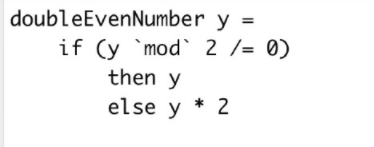 doubleEvenNumber y =
    if (y `mod` 2 /= 0)
        then y
        else y * 2